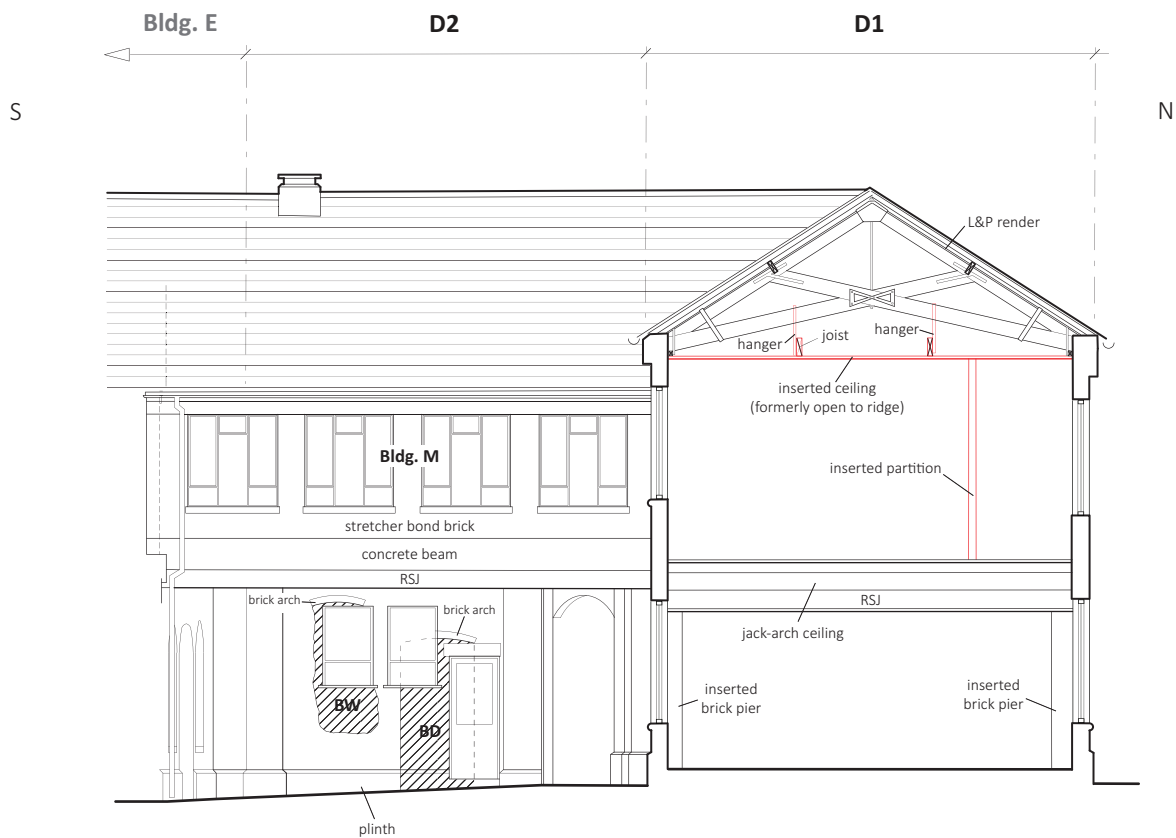 Bldg. E
D2
D1
S
N
L&P render
hanger
joist
hanger
inserted ceiling
(formerly open to ridge)
Bldg. M
inserted partition
stretcher bond brick
concrete beam
RSJ
brick arch
brick arch
RSJ
jack-arch ceiling
inserted
brick pier
inserted
brick pier
BW
BD
plinth